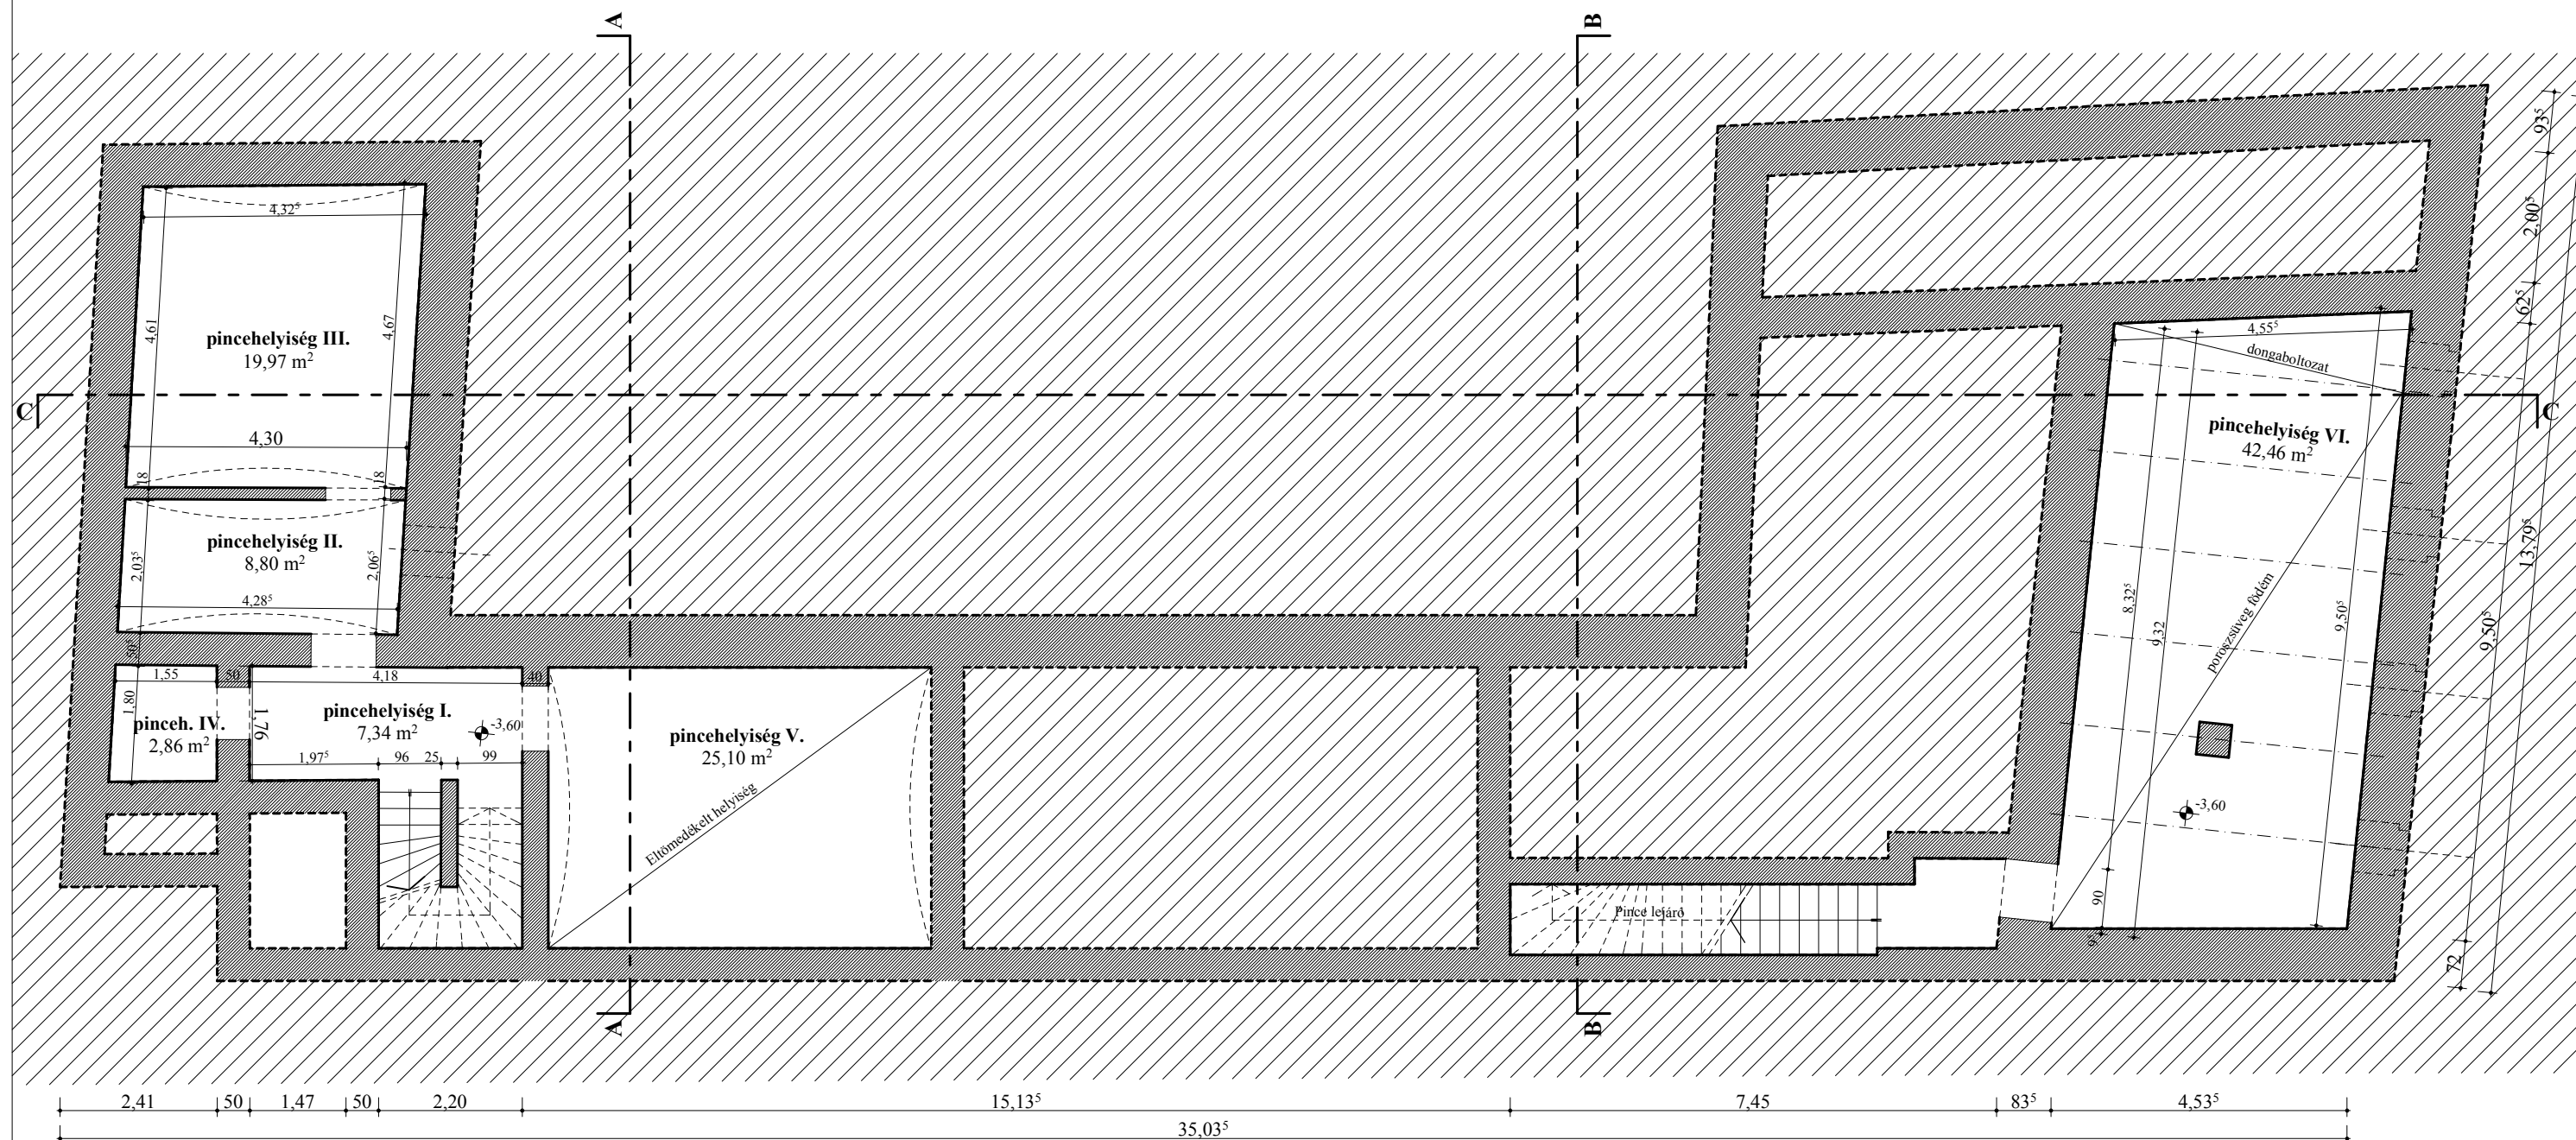 A
B
93⁵
2,00⁵
62⁵
4,32⁵
4,61
4,67
pincehelyiség III.
19,97 m²
4,55⁵
dongaboltozat
C
C
4,30
pincehelyiség VI.
42,46 m²
18
18
pincehelyiség II.
8,80 m²
2,03⁵
2,06⁵
4,28⁵
13,79⁵
8,32⁵
9,32
poroszsüveg födém
9,50⁵
9,50⁵
50⁵
1,55
50
4,18
40
1,80
1,76
pinceh. IV.
2,86 m²
pincehelyiség I.
7,34 m²
-3,60
pincehelyiség V.
25,10 m²
1,97⁵
96
25
99
Eltömedékelt helyiség
-3,60
Pince lejáró
90
9⁵
72
A
B
2,41
50
1,47
50
2,20
15,13⁵
7,45
83⁵
4,53⁵
35,03⁵